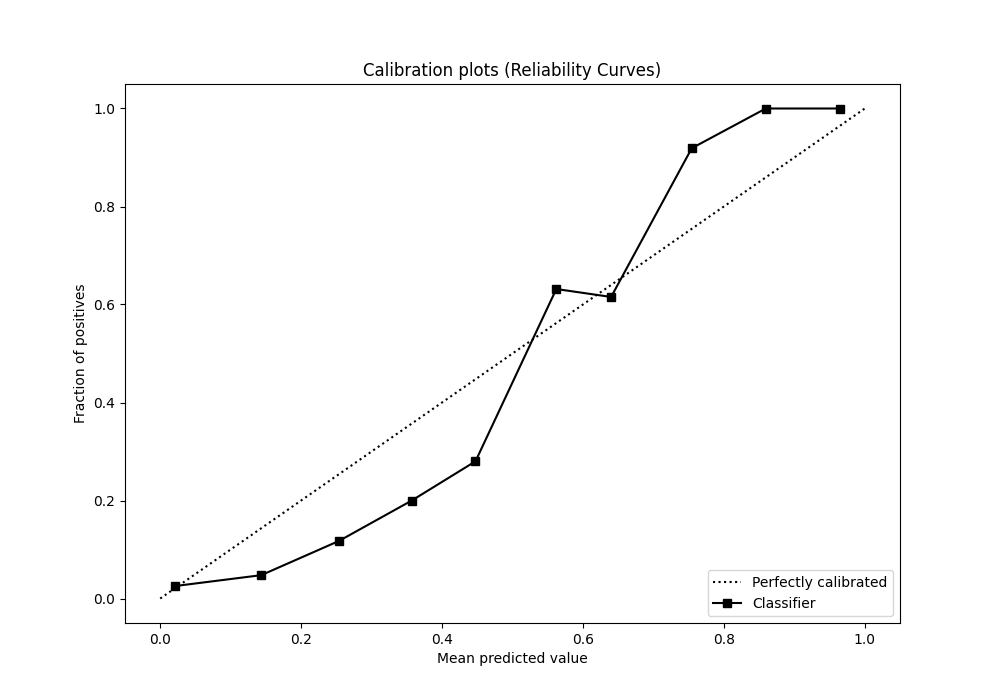 Calibration plots (Reliability Curves)
1.0
0.8
0.6
0.4
0.2
0.0
Fraction of positives
Perfectly calibrated
Classifier
0.0 0.2 0.4 0.6 0.8 1.0
Mean predicted value